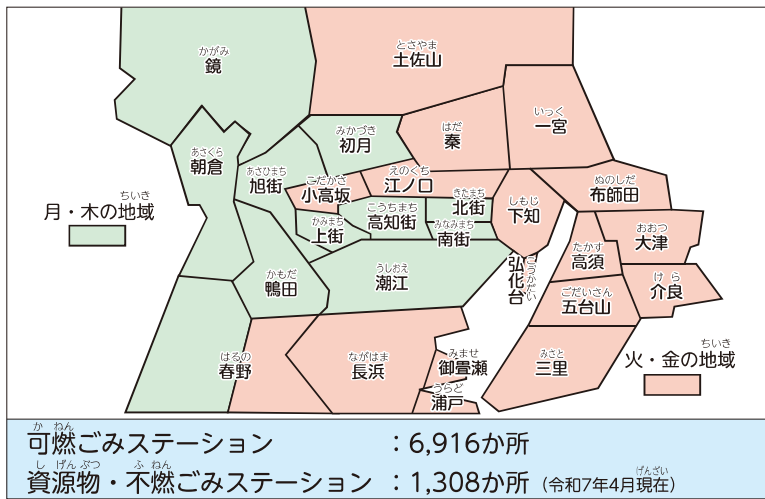 かがみ
鏡
とさやま
土佐山
いっく
一宮
はだ
秦
みかづき
初月
あさくら
朝倉
あさひまち
旭街
こだかさ
小高坂
えのくち
江ノ口
きたまち
北街
しもじ
下知
ぬのしだ
布師田
ちいき
月・木の地域
かみまち
上街
こうちまち
高知街
みなみまち
南街
おおつ
大津
たかす
高須
こうかだい
弘化台
うしおえ
潮江
かもだ
鴨田
けら
介良
ごだいさん
五台山
はるの
春野
ながはま
長浜
みませ
御畳瀬
うらど
浦戸
みさと
三里
ちいき
火・金の地域
か ねん
可燃ごみステーション :6,916か所
し げん ぶつ ふ ねん げんざい
資源物・不燃ごみステーション :1,308か所 (令和7年4月現在)